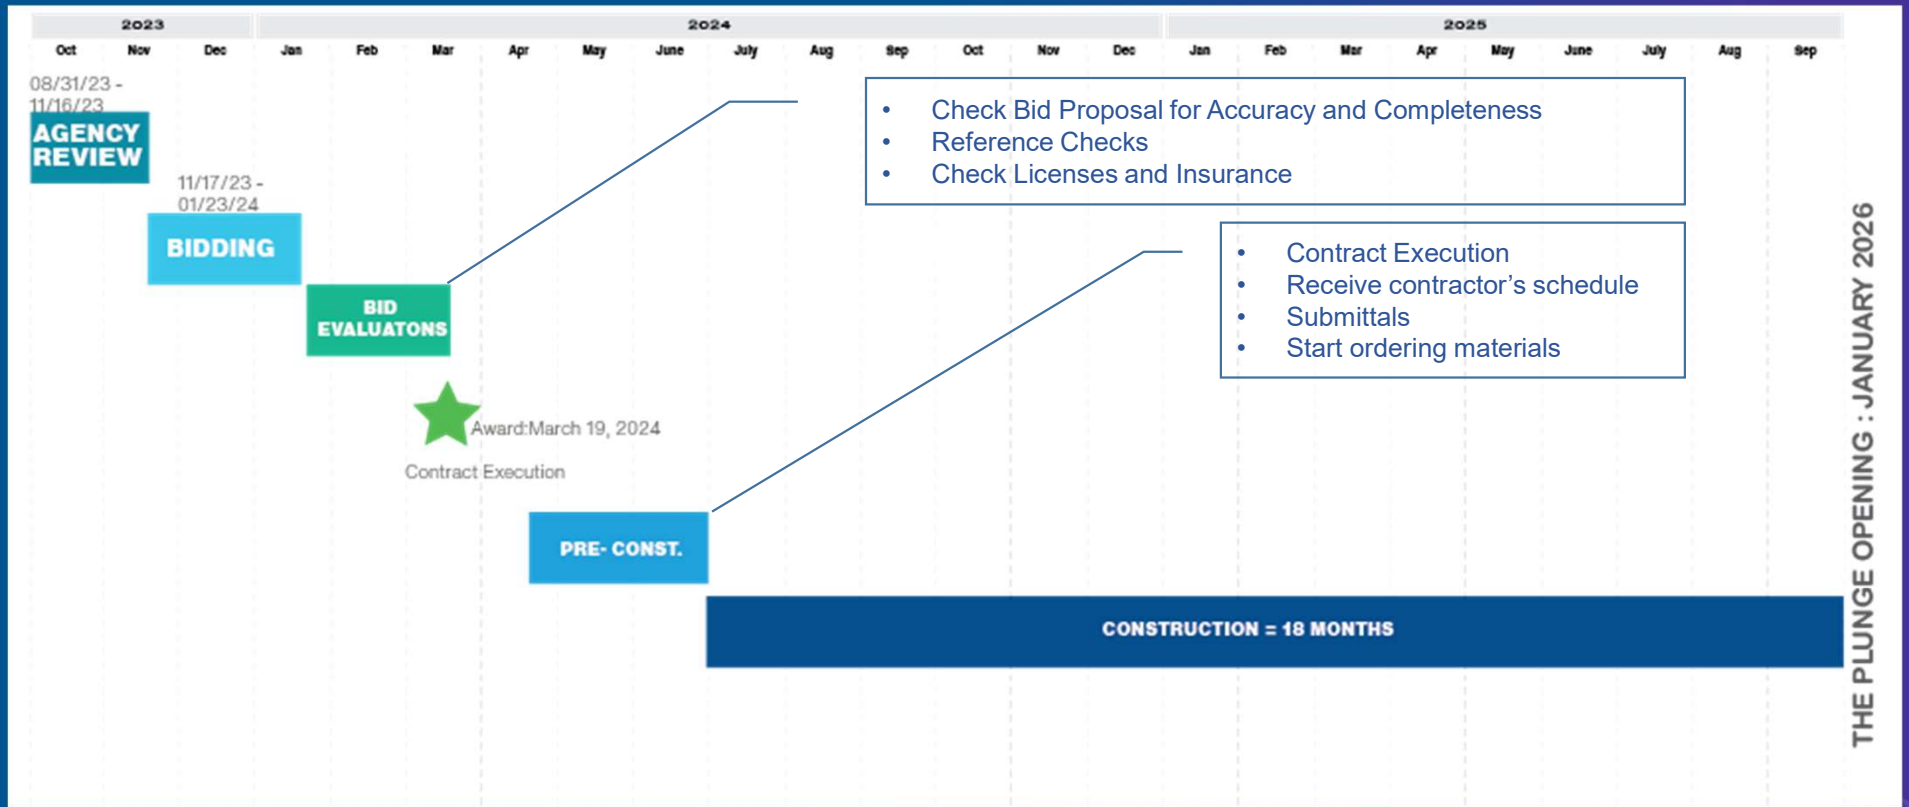 2023 2024 2025
Oct Nov Dec Jan Feb Mar Apr May June July Aug Sep Oct Nov Dec Jan Feb Mar Apr May June July Aug Sep
08/31/23 -
11/16/23
AGENCY
REVIEW
11/17/23 -
01/23/24
BIDDING
BID
EVALUATONS
Award:March 19, 2024
Contract Execution
PRE- CONST.
CONSTRUCTION = 18 MONTHS
• Check Bid Proposal for Accuracy and Completeness
• Reference Checks
• Check Licenses and Insurance
• Contract Execution
• Receive contractor’s schedule
• Submittals
• Start ordering materials
THE PLUNGE OPENING : JANUARY 2026